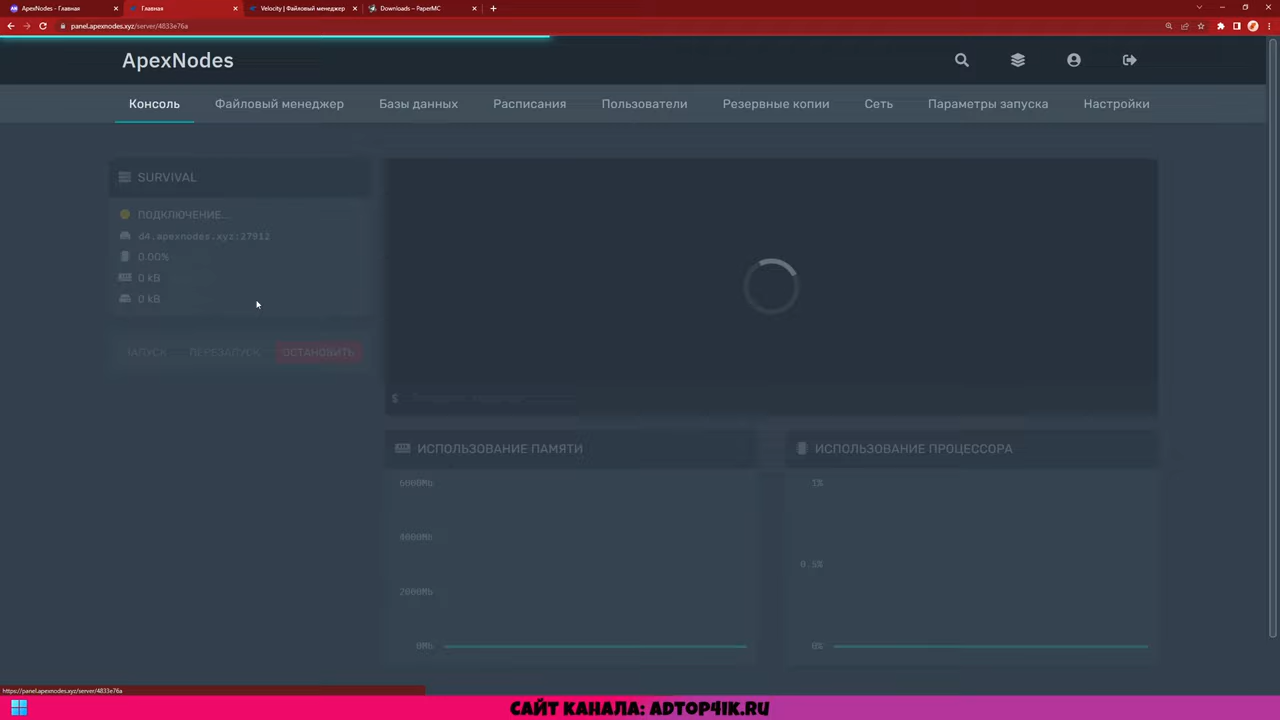 ApexNodes - Главная
Главная
Velocity | Файловый менеджер
Downloads – PaperMC
panel.apexnodes.xyz/server/4833e76a
ApexNodes
Консоль
Файловый менеджер
Базы данных
Расписания
Пользователи
Резервные копии
Сеть
Параметры запуска
Настройки
SURVIVAL
ПОДКЛЮЧЕНИЕ...
d4.apexnodes.xyz:27912
0.00%
0 kB
0 kB
ЗАПУСК
ПЕРЕЗАПУСК
ОСТАНОВИТЬ
$
ИСПОЛЬЗОВАНИЕ ПАМЯТИ
6000Mb
4000Mb
2000Mb
0Mb
ИСПОЛЬЗОВАНИЕ ПРОЦЕССОРА
1%
0.5%
0%
https://panel.apexnodes.xyz/server/4833e76a
САЙТ КАНАЛА: ADTOP4IK.RU